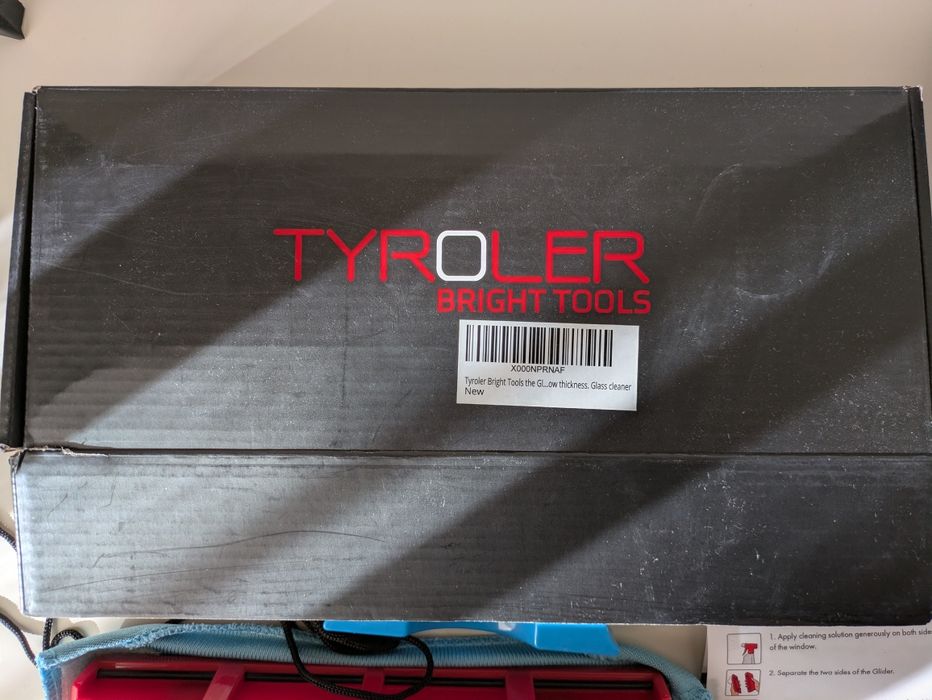 TYROLER
BRIGHT TOOLS
X000NPRNAF
Tyroler Bright Tools the Gl...ow thickness. Glass cleaner
New
1. Apply cleaning solution generously on both sides
of the window.
2. Separate the two sides of the Glider.